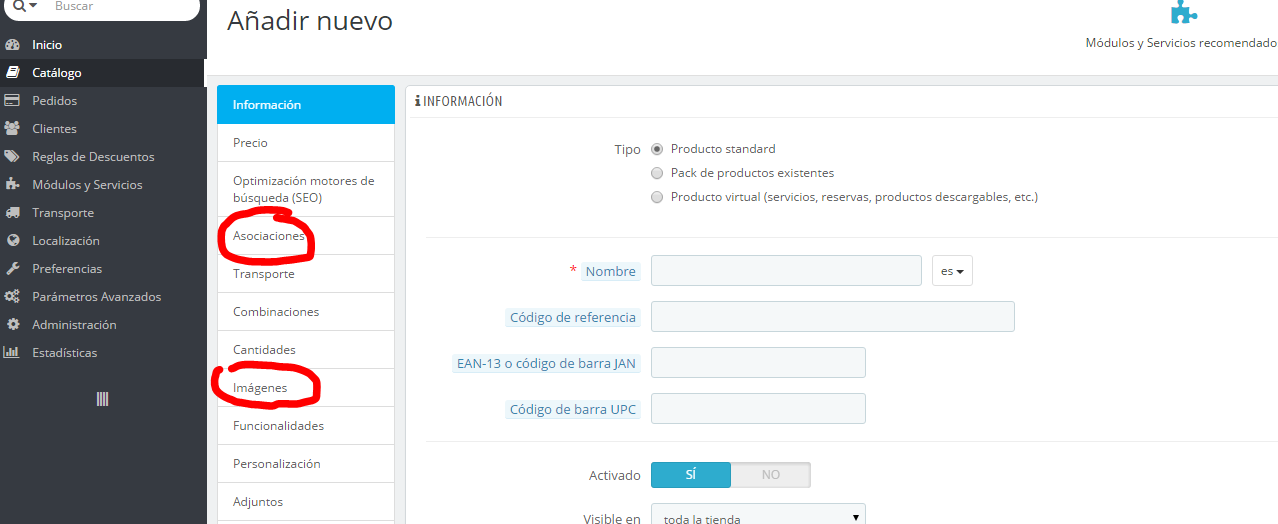 Buscar
Añadir nuevo
Módulos y Servicios recomendado
Inicio
Catálogo
Pedidos
Clientes
Reglas de Descuentos
Módulos y Servicios
Transporte
Localización
Preferencias
Parámetros Avanzados
Administración
Estadísticas
Información
Precio
Optimización motores de
búsqueda (SEO)
Asociaciones
Transporte
Combinaciones
Cantidades
Imágenes
Funcionalidades
Personalización
Adjuntos
INFORMACIÓN
Tipo
Producto standard
Pack de productos existentes
Producto virtual (servicios, reservas, productos descargables, etc.)
* Nombre
es
Código de referencia
EAN-13 o código de barra JAN
Código de barra UPC
Activado
SÍ
NO
Visible en
toda la tienda